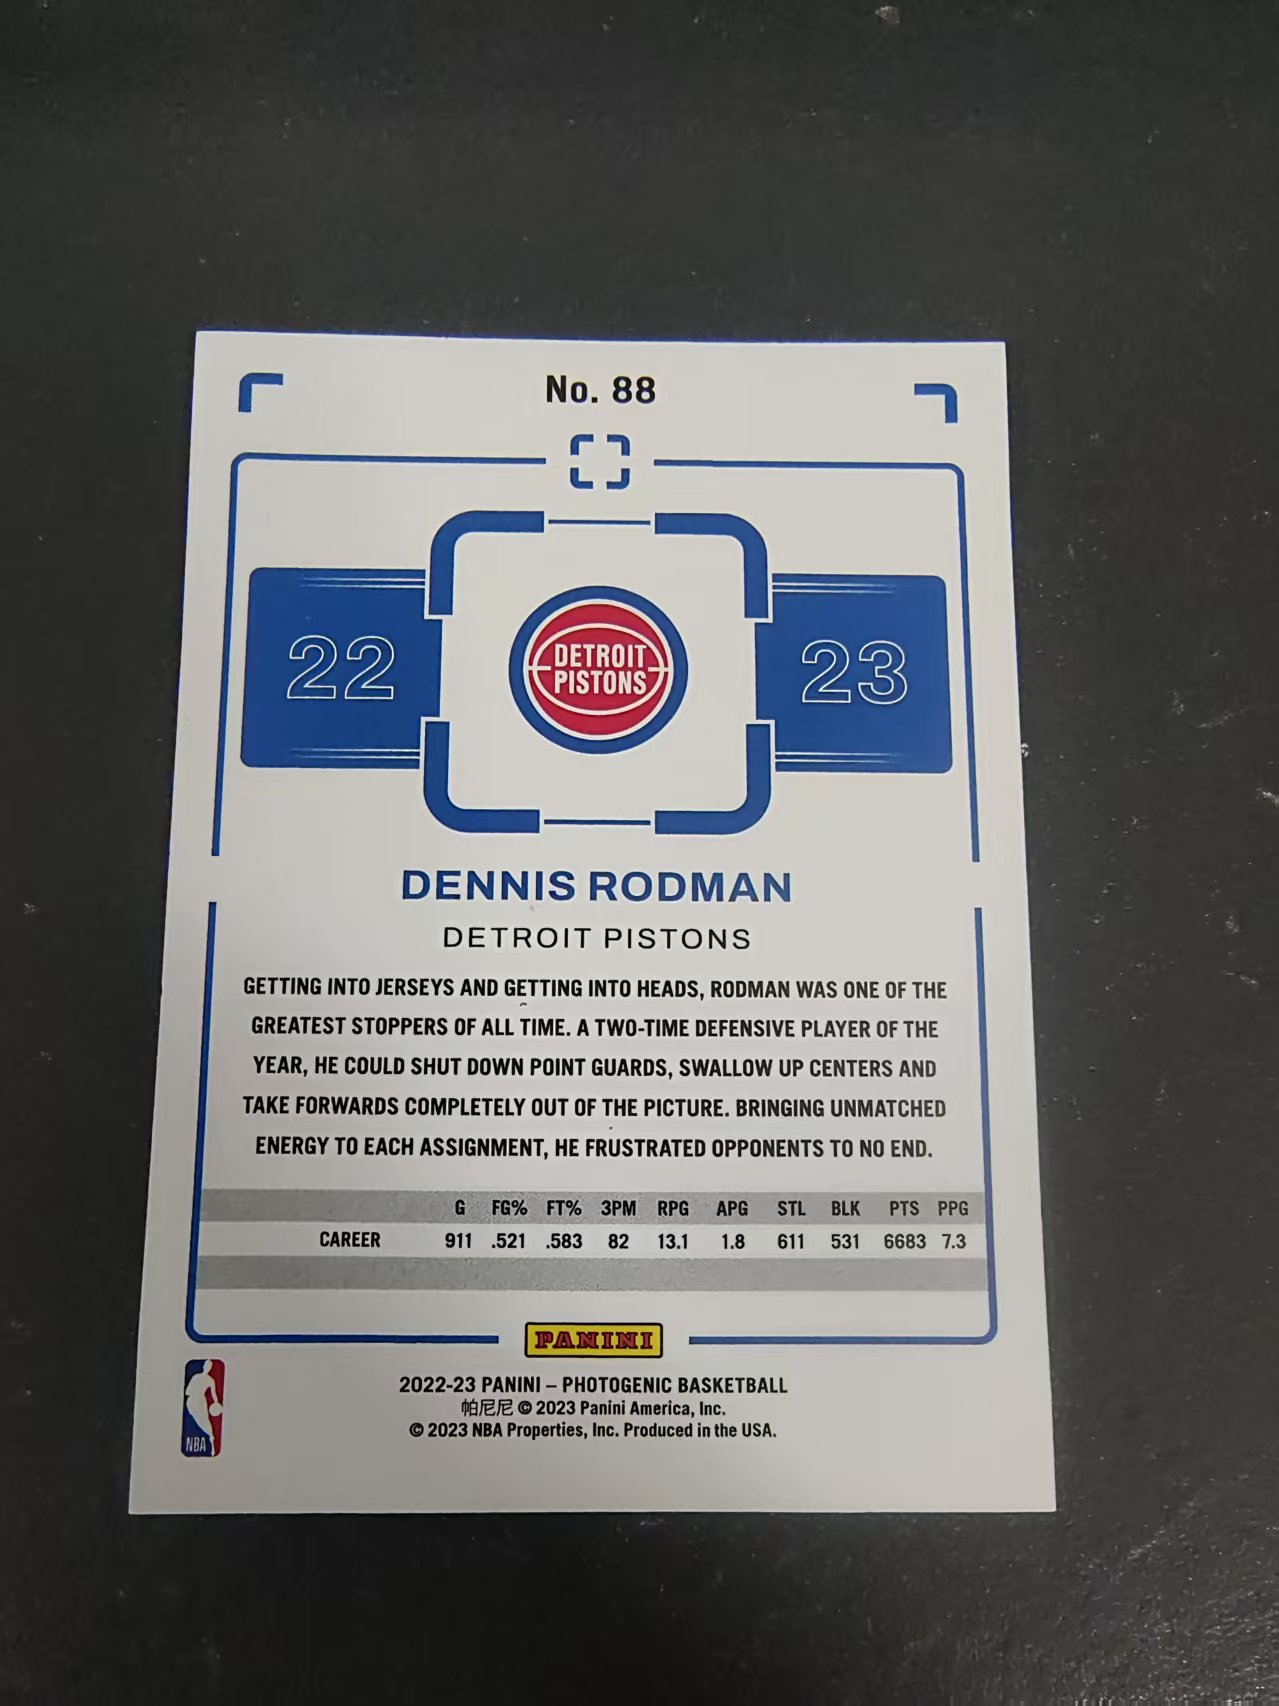 No. 88
22
DETROIT
PISTONS
23
DENNIS RODMAN
DETROIT PISTONS
GETTING INTO JERSEYS AND GETTING INTO HEADS, RODMAN WAS ONE OF THE
GREATEST STOPPERS OF ALL TIME. A TWO-TIME DEFENSIVE PLAYER OF THE
YEAR, HE COULD SHUT DOWN POINT GUARDS, SWALLOW UP CENTERS AND
TAKE FORWARDS COMPLETELY OUT OF THE PICTURE. BRINGING UNMATCHED
ENERGY TO EACH ASSIGNMENT, HE FRUSTRATED OPPONENTS TO NO END.
G FG% FT% 3PM RPG APG STL BLK PTS PPG
CAREER 911 .521 .583 82 13.1 1.8 611 531 6683 7.3
PANINI
2022-23 PANINI – PHOTOGENIC BASKETBALL
帕尼尼 © 2023 Panini America, Inc.
© 2023 NBA Properties, Inc. Produced in the USA.
NBA